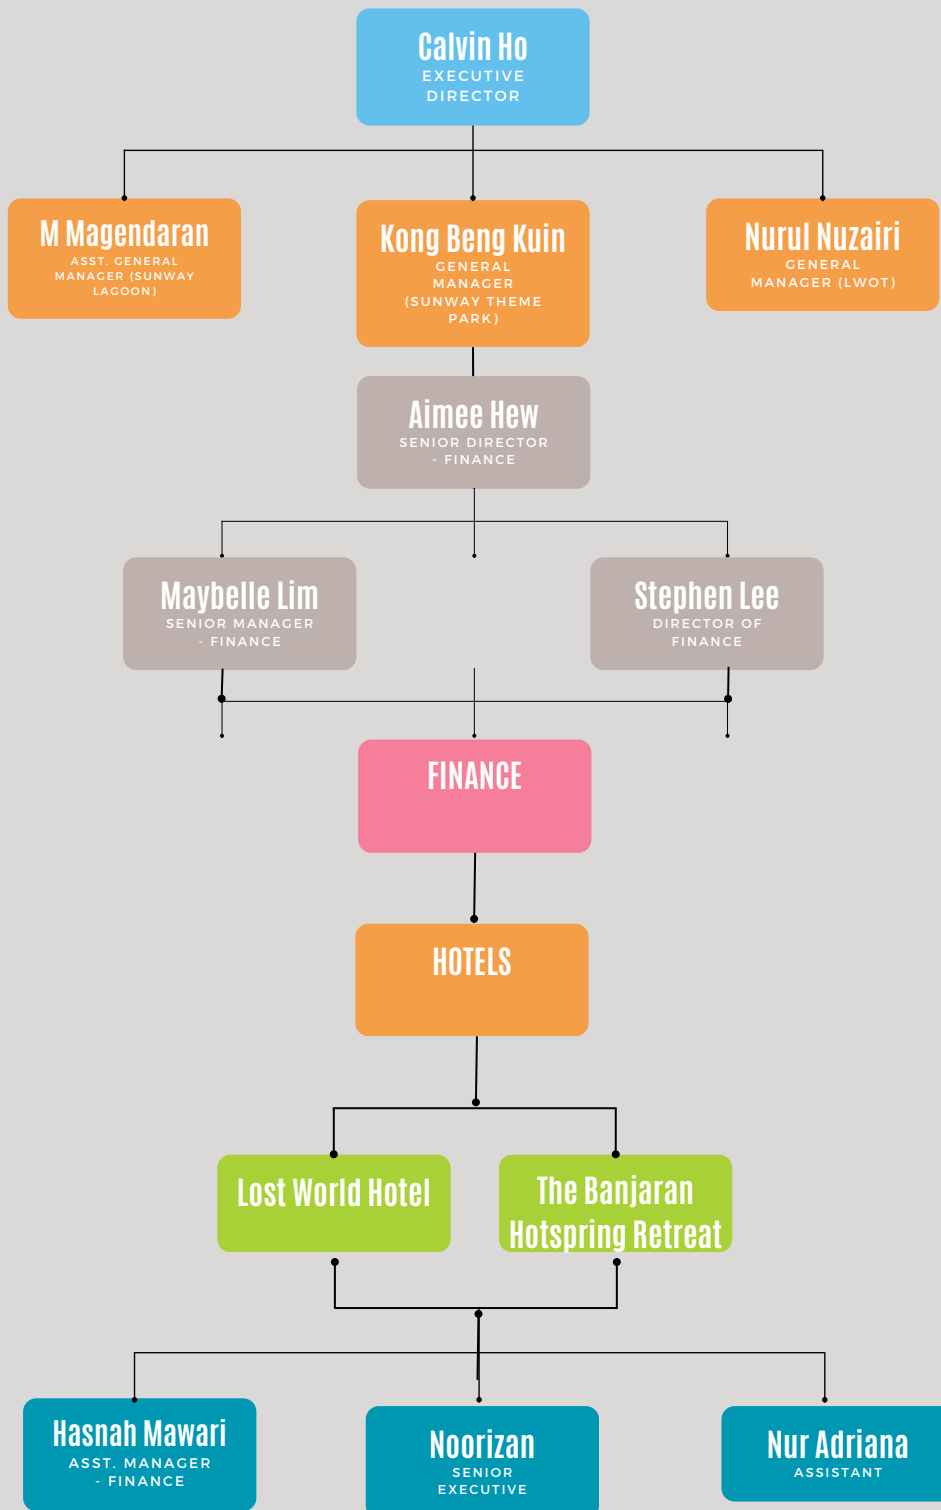 Calvin Ho
EXECUTIVE
DIRECTOR
M Magendaran
ASST. GENERAL
MANAGER (SUNWAY
LAGOON)
Kong Beng Kuin
GENERAL
MANAGER
(SUNWAY THEME
PARK)
Nurul Nuzairi
GENERAL
MANAGER (LWOT)
Aimee Hew
SENIOR DIRECTOR
- FINANCE
Maybelle Lim
SENIOR MANAGER
- FINANCE
Stephen Lee
DIRECTOR OF
FINANCE
FINANCE
HOTELS
Lost World Hotel
The Banjaran
Hotspring Retreat
Hasnah Mawari
ASST. MANAGER
- FINANCE
Noorizan
SENIOR
EXECUTIVE
Nur Adriana
ASSISTANT